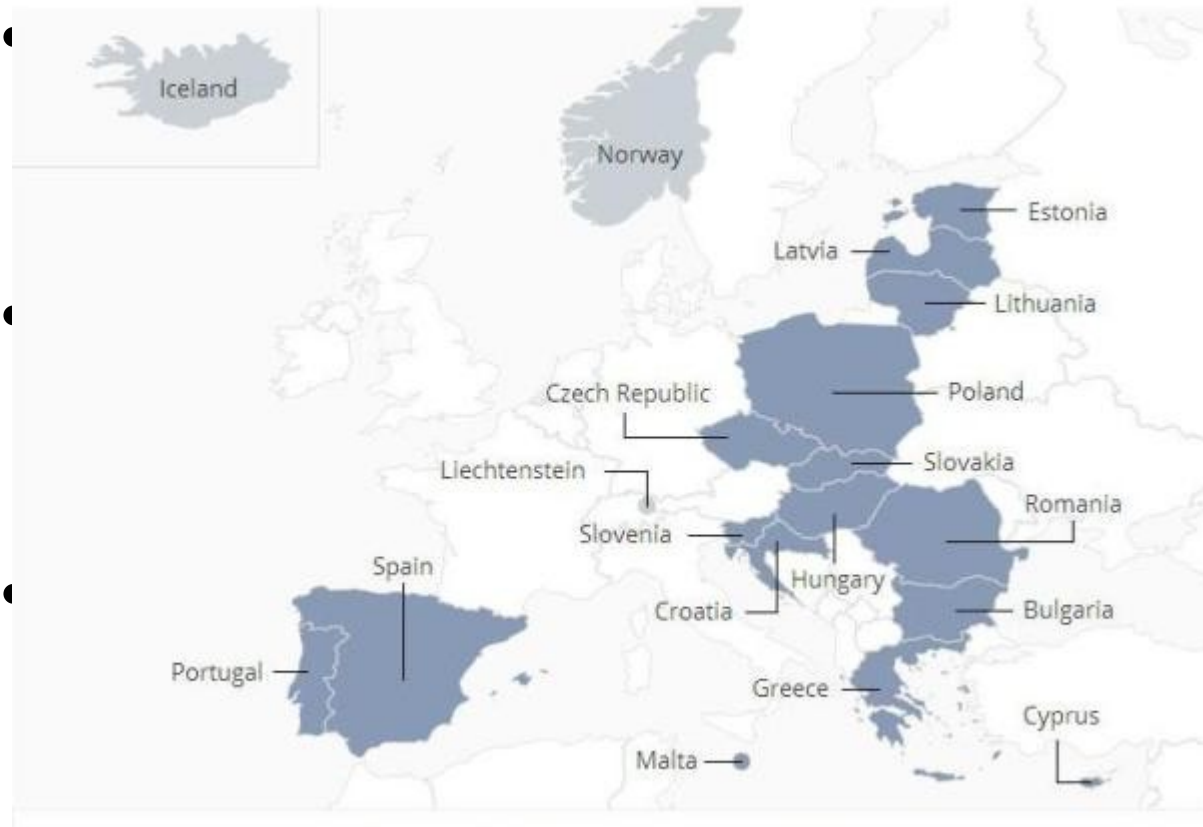 Iceland
Norway
Estonia
Latvia
Lithuania
Czech Republic
Poland
Liechtenstein
Slovakia
Romania
Slovenia
Spain
Hungary
Croatia
Bulgaria
Portugal
Greece
Cyprus
Malta